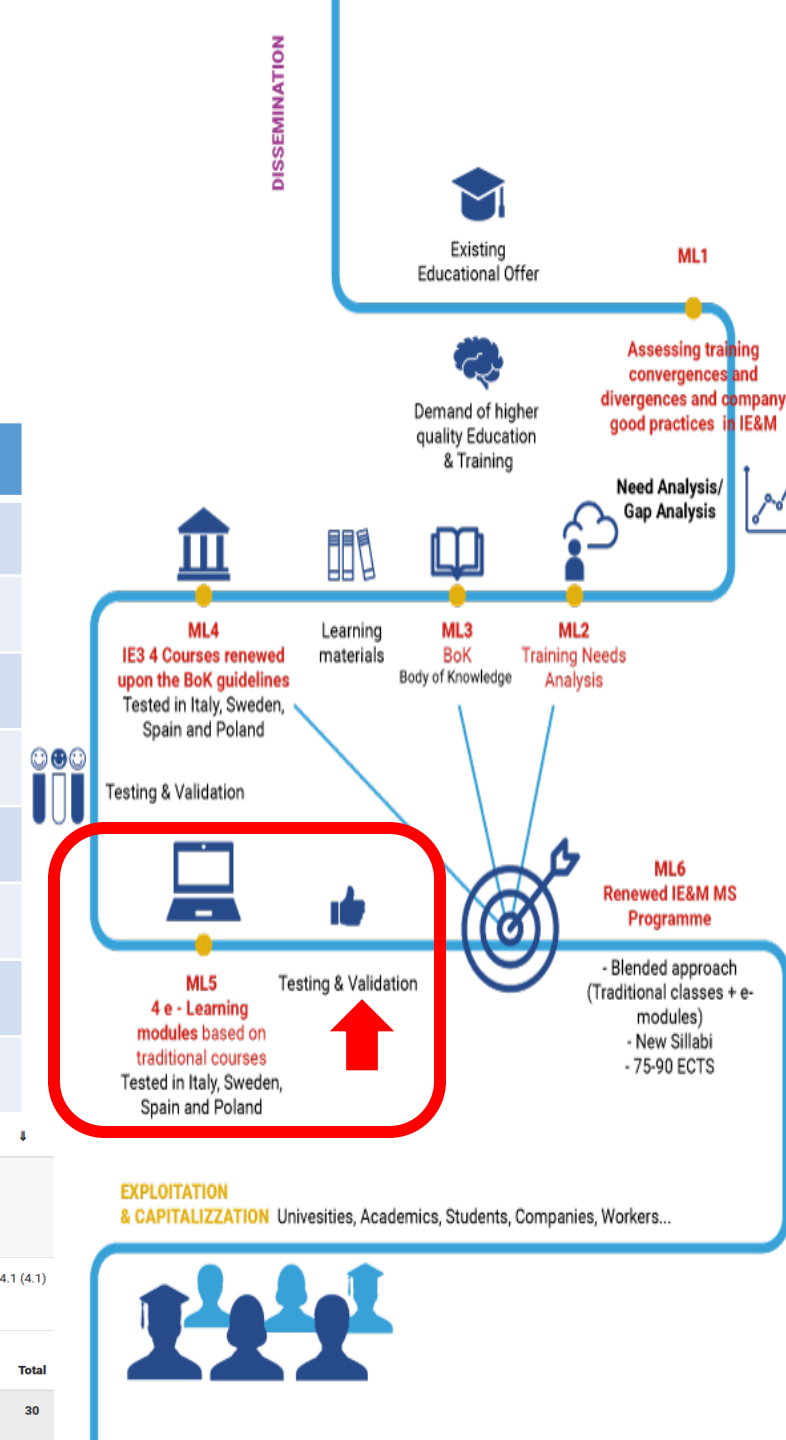 DISSEMINATION
Existing
Educational Offer
ML1
Assessing training
convergences and
divergences and company
good practices in IE&M
Demand of higher
quality Education
& Training
Need Analysis/
Gap Analysis
ML4
IE3 4 Courses renewed
upon the BoK guidelines
Tested in Italy, Sweden,
Spain and Poland
Learning
materials
ML3
BoK
Body of Knowledge
ML2
Training Needs
Analysis
Testing & Validation
ML5
4 e - Learning
modules based on
traditional courses
Tested in Italy, Sweden,
Spain and Poland
Testing & Validation
ML6
Renewed IE&M MS
Programme
- Blended approach
(Traditional classes + e-
modules)
- New Sillabi
- 75-90 ECTS
EXPLOITATION
& CAPITALIZZATION Univesities, Academics, Students, Companies, Workers...
4.1 (4.1)
Total
30